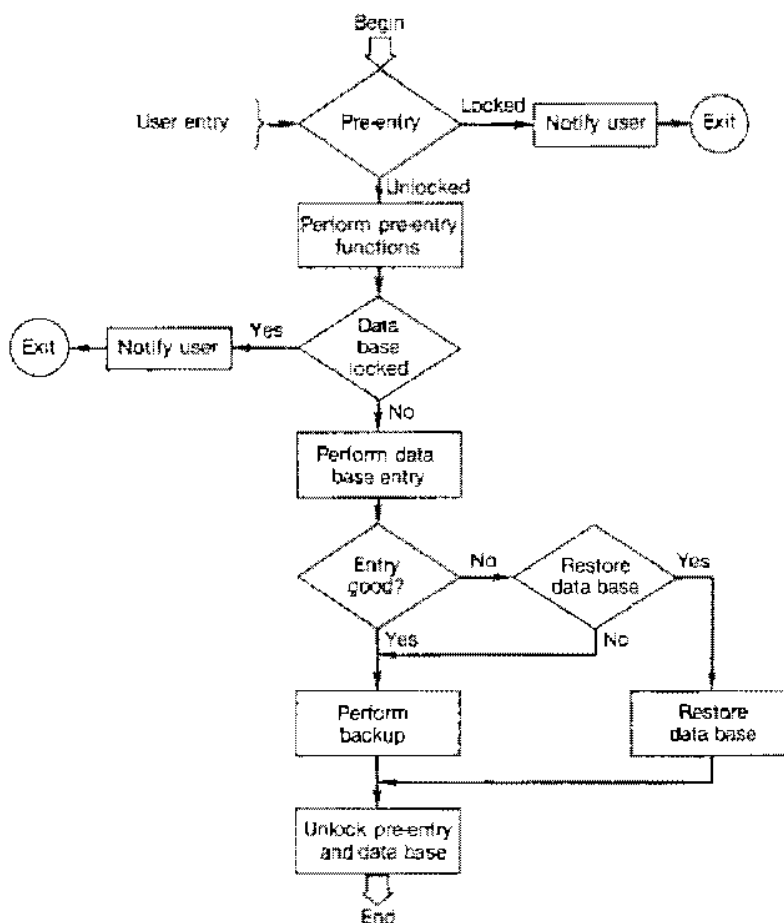 Begin
User entry
Pre-entry
Locked
Notify user
Exit
Unlocked
Perform pre-entry
functions
Exit
Notify user
Yes
Data
base
locked
No
Perform data
base entry
Entry
good?
No
Restore
data base
Yes
Yes
No
Perform
backup
Restore
data base
Unlock pre-entry
and data base
End